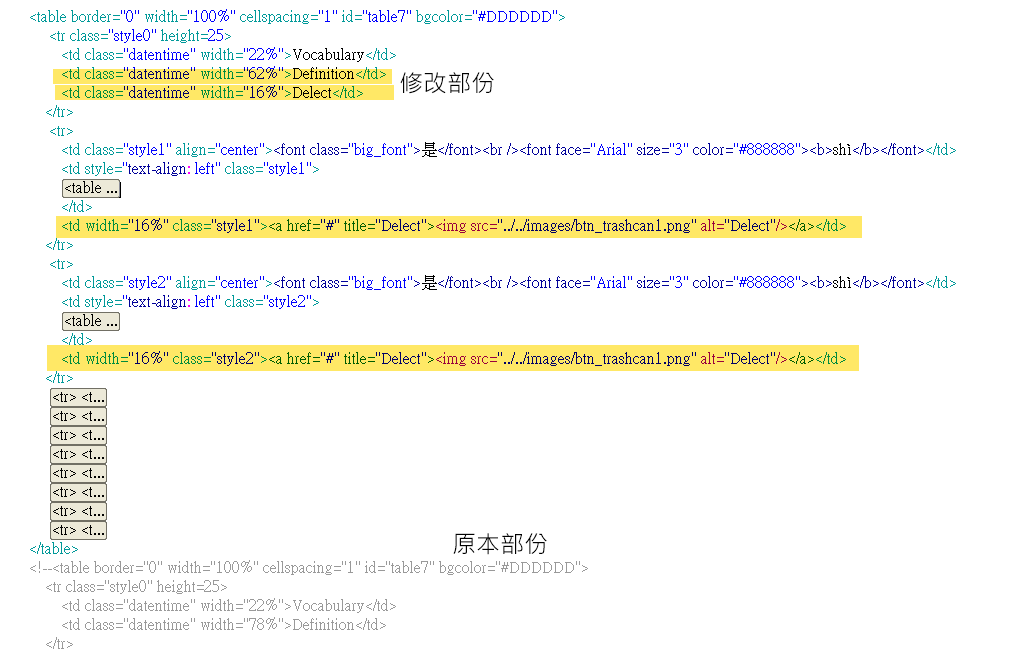 <table border="0" width="100%" cellspacing="1" id="table7" bgcolor="#DDDDDD">
<tr class="style0" height=25>
<td class="datentime" width="22%">Vocabulary</td>
<td class="datentime" width="62%">Definition</td>
修改部份
<td class="datentime" width="16%">Delect</td>
</tr>
<tr>
<td class="style1" align="center"><font class="big_font">是</font><br /><font face="Arial" size="3" color="#888888"><b>shì</b></font></td>
<td style="text-align: left" class="style1">
<table ...
</td>
<td width="16%" class="style1"><a href="#" title="Delect"><img src="../../images/btn_trashcan1.png" alt="Delect"/></a></td>
</tr>
<tr>
<td class="style2" align="center"><font class="big_font">是</font><br /><font face="Arial" size="3" color="#888888"><b>shì</b></font></td>
<td style="text-align: left" class="style2">
<table ...
</td>
<td width="16%" class="style2"><a href="#" title="Delect"><img src="../../images/btn_trashcan1.png" alt="Delect"/></a></td>
</tr>
<tr> <t...
<tr> <t...
<tr> <t...
<tr> <t...
<tr> <t...
<tr> <t...
<tr> <t...
<tr> <t...
原本部份
</table>
<!--<table border="0" width="100%" cellspacing="1" id="table7" bgcolor="#DDDDDD">
<tr class="style0" height=25>
<td class="datentime" width="22%">Vocabulary</td>
<td class="datentime" width="78%">Definition</td>
</tr>